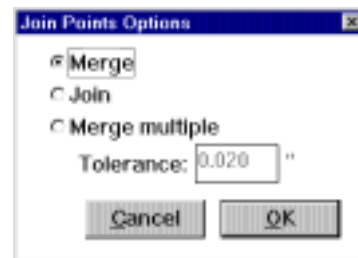 Join Points Options
Merge
Join
Merge multiple
Tolerance: 0.020 "
Cancel OK